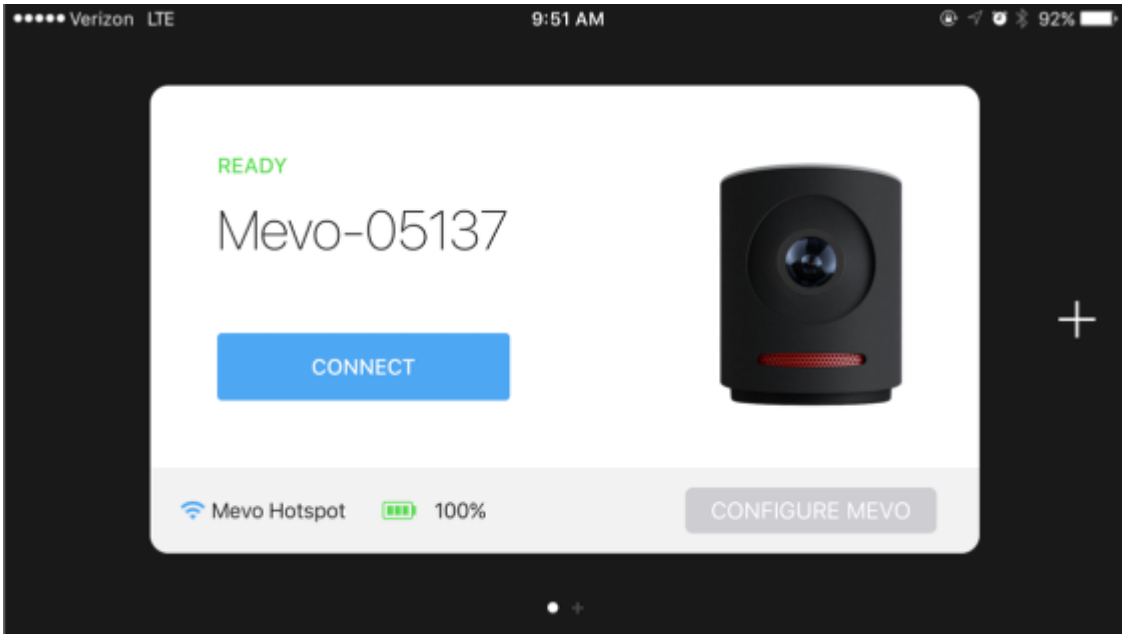 Verizon LTE 9:51 AM 92%
READY
Mevo-05137
CONNECT
Mevo Hotspot 100% CONFIGURE MEVO